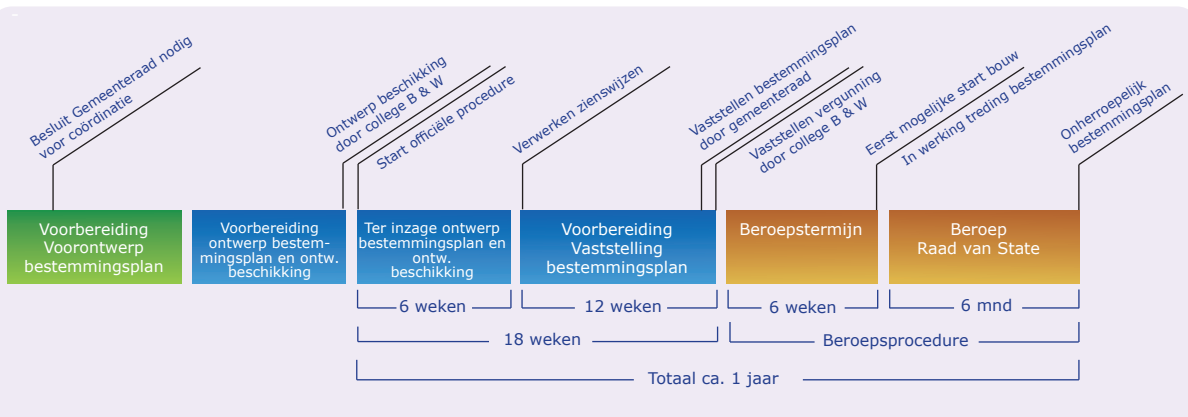 Besluit Gemeenteraad nodig
voor coördinatie
Ontwerp beschikking
door college B & W
Start officiële procedure
Verwerken zienswijzen
Vaststellen bestemmingsplan
door gemeenteraad
Vaststellen vergunning
door college B & W
Eerst mogelijke start bouw
In werking treding bestemmingsplan
Onherroepelijk
bestemmingsplan
Voorbereiding
Voorontwerp
bestemmingsplan
Voorbereiding
ontwerp bestem-
mingsplan en ontw.
beschikking
Ter inzage ontwerp
bestemmingsplan en
ontw.
beschikking
Voorbereiding
Vaststelling
bestemmingsplan
Beroepstermijn
Beroep
Raad van State
6 weken
12 weken
6 weken
6 mnd
18 weken
Beroepsprocedure
Totaal ca. 1 jaar